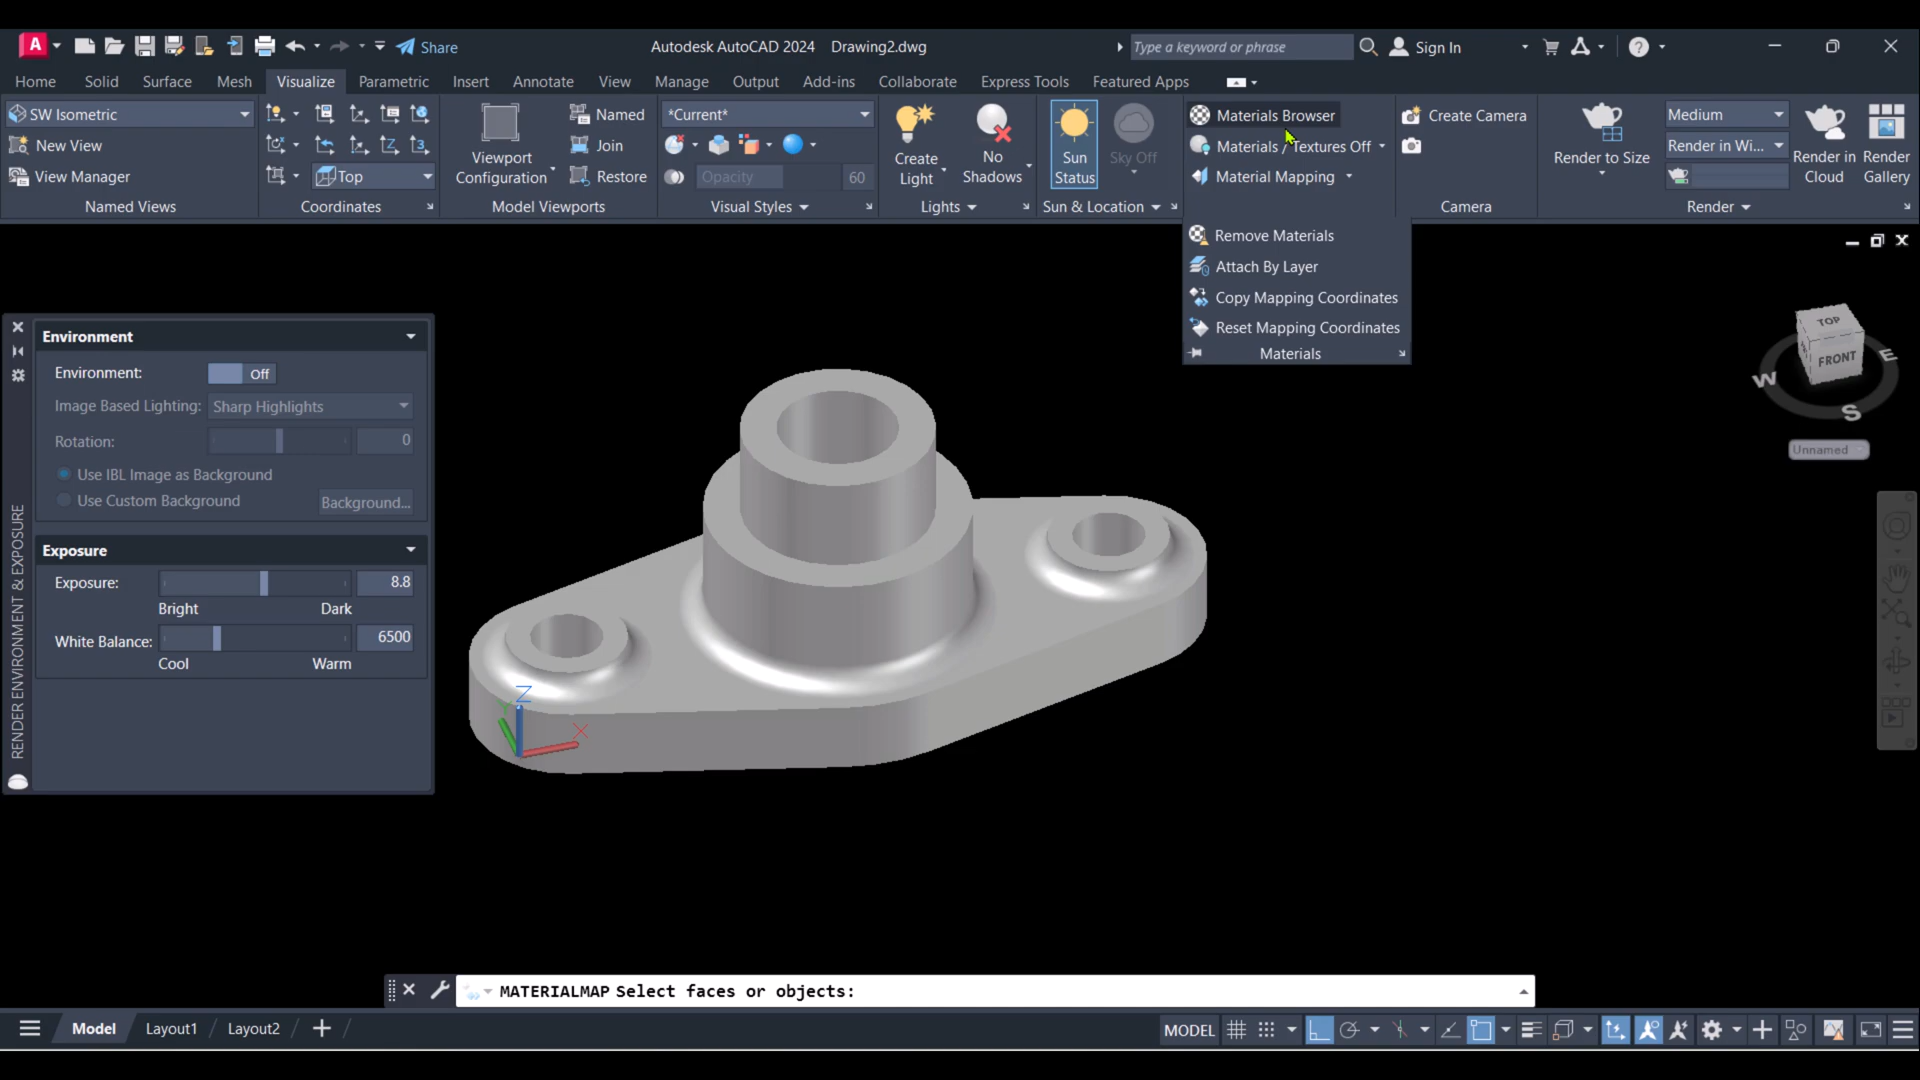 A
Share
Autodesk AutoCAD 2024 Drawing2.dwg
Type a keyword or phrase
Sign In
Home Solid Surface Mesh Visualize Parametric Insert Annotate View Manage Output Add-ins Collaborate Express Tools Featured Apps
SW Isometric
New View
View Manager
Named Views
Top
Coordinates
Viewport
Configuration
Named
Join
Restore
Model Viewports
*Current*
Opacity 60
Visual Styles
Create
Light
No
Shadows
Lights
Sun
Status
Sky Off
Sun & Location
Materials Browser
Materials / Textures Off
Material Mapping
Remove Materials
Attach By Layer
Copy Mapping Coordinates
Reset Mapping Coordinates
Materials
Create Camera
Camera
Render to Size
Medium
Render in Wi...
Render in
Cloud
Render
Gallery
Render
Environment
Environment: Off
Image Based Lighting: Sharp Highlights
Rotation: 0
Use IBL Image as Background
Use Custom Background Background...
Exposure
Exposure: 8.8
Bright Dark
White Balance: 6500
Cool Warm
RENDER ENVIRONMENT & EXPOSURE
TOP
FRONT
W
E
S
Unnamed
Z
Y
X
MATERIALMAP Select faces or objects:
Model Layout1 Layout2
MODEL